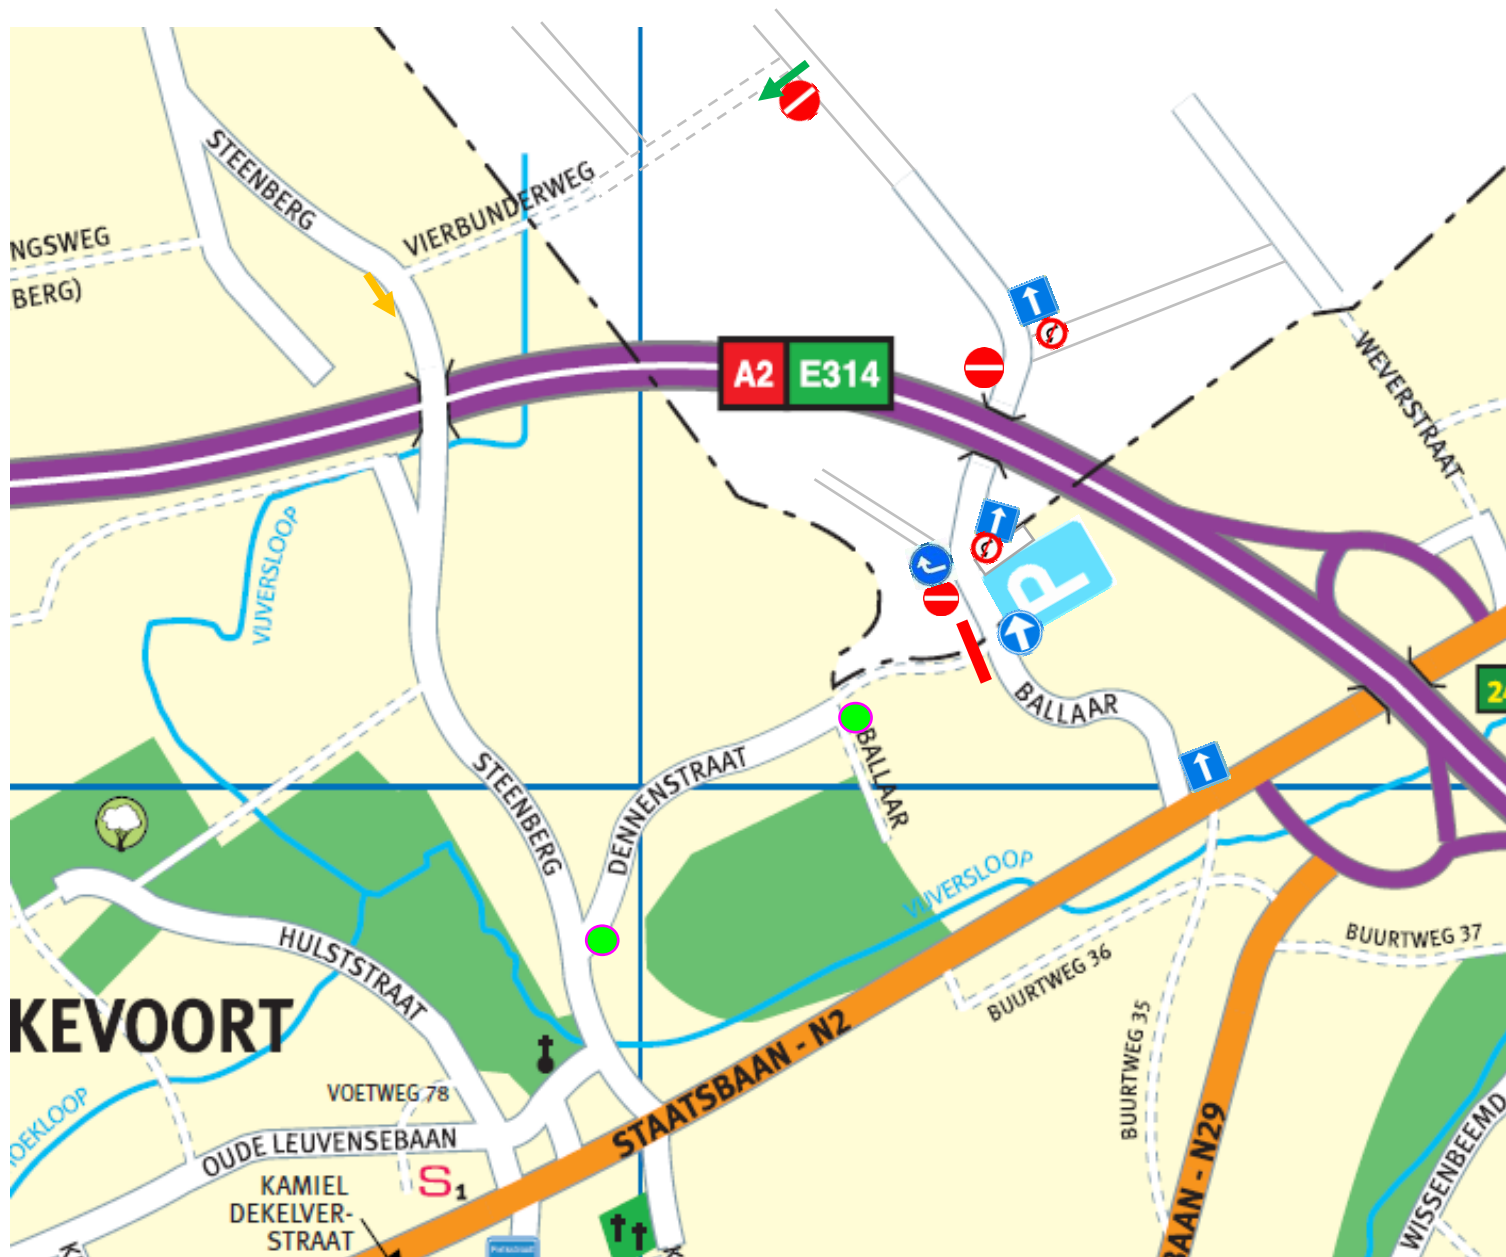 STEENBERG
NGSWEG
BERG)
VIERBUNDERWEG
A2 E314
WEVERSTRAAT
VIJVERSLOOP
P
BALLAAR
STEENBERG
DENNENSTRAAT
BALLAAR
VIJVERSLOOP
HULSTSTRAAT
BUURTWEG 37
BUURTWEG 36
KEVOORT
STAATSBAAN - N2
BUURTWEG 35
VOETWEG 78
OEKLOOP
OUDE LEUVENSEBAAN
S1
KAMIEL
DEKELVER-
STRAAT
BAAN - N29
WISSENBEEMD
K
K